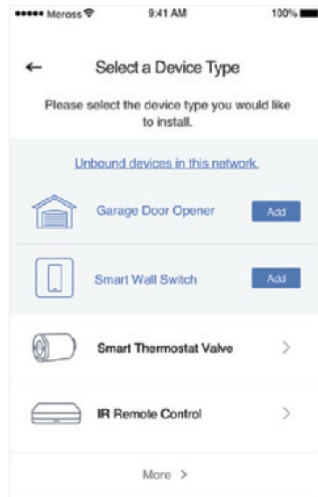 Meross 9:41 AM 100%
Select a Device Type
Please select the device type you would like
to install.
Unbound devices in this network.
Garage Door Opener Add
Smart Wall Switch Add
Smart Thermostat Valve
IR Remote Control
More >